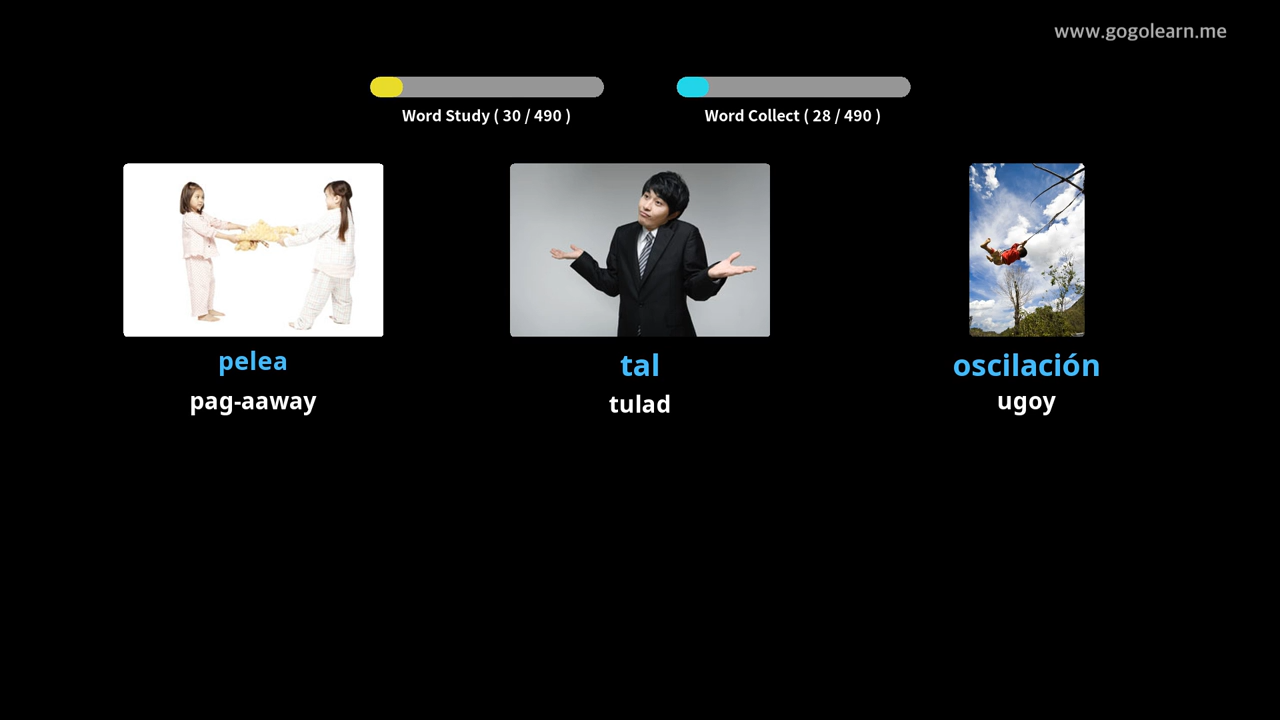 www.gogolearn.me
Word Study ( 30 / 490 )
Word Collect ( 28 / 490 )
pelea
tal
oscilación
pag-aaway
tulad
ugoy